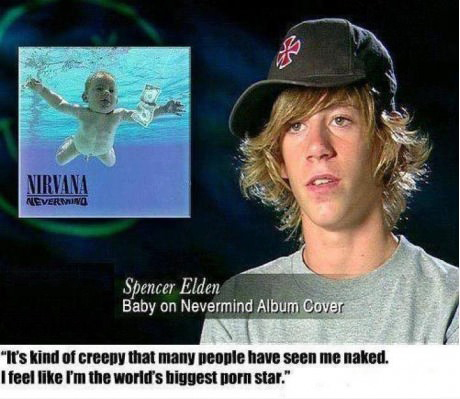 NIRVANA
NEVERMIND
Spencer Elden
Baby on Nevermind Album Cover
"It's kind of creepy that many people have seen me naked.
I feel like I'm the world's biggest porn star."